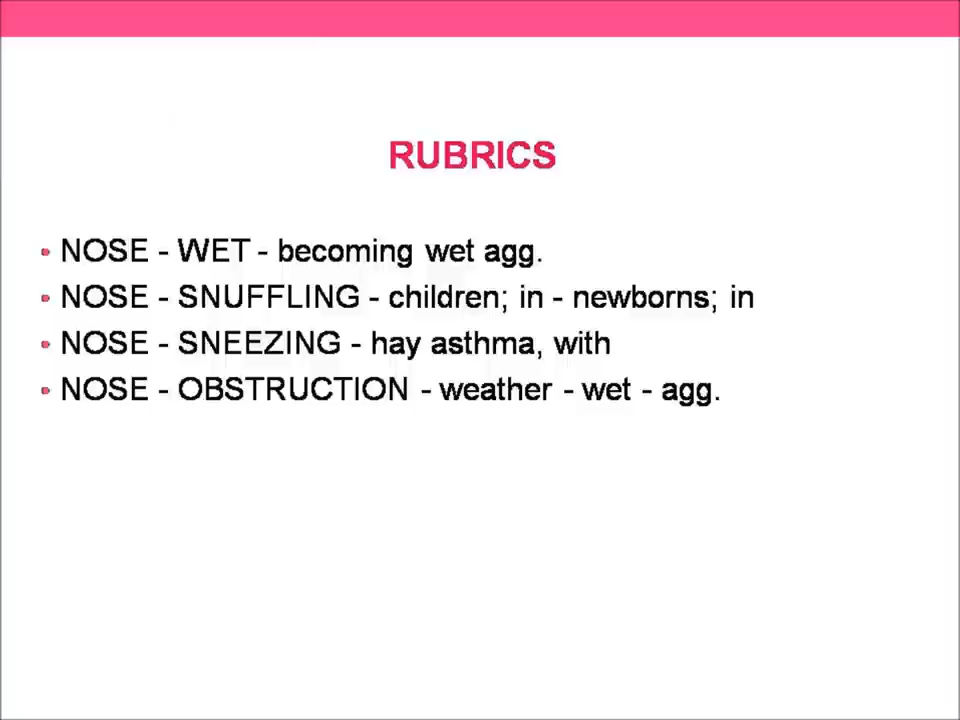 RUBRICS
• NOSE - WET - becoming wet agg.
• NOSE - SNUFFLING - children; in - newborns; in
• NOSE - SNEEZING - hay asthma, with
• NOSE - OBSTRUCTION - weather - wet - agg.